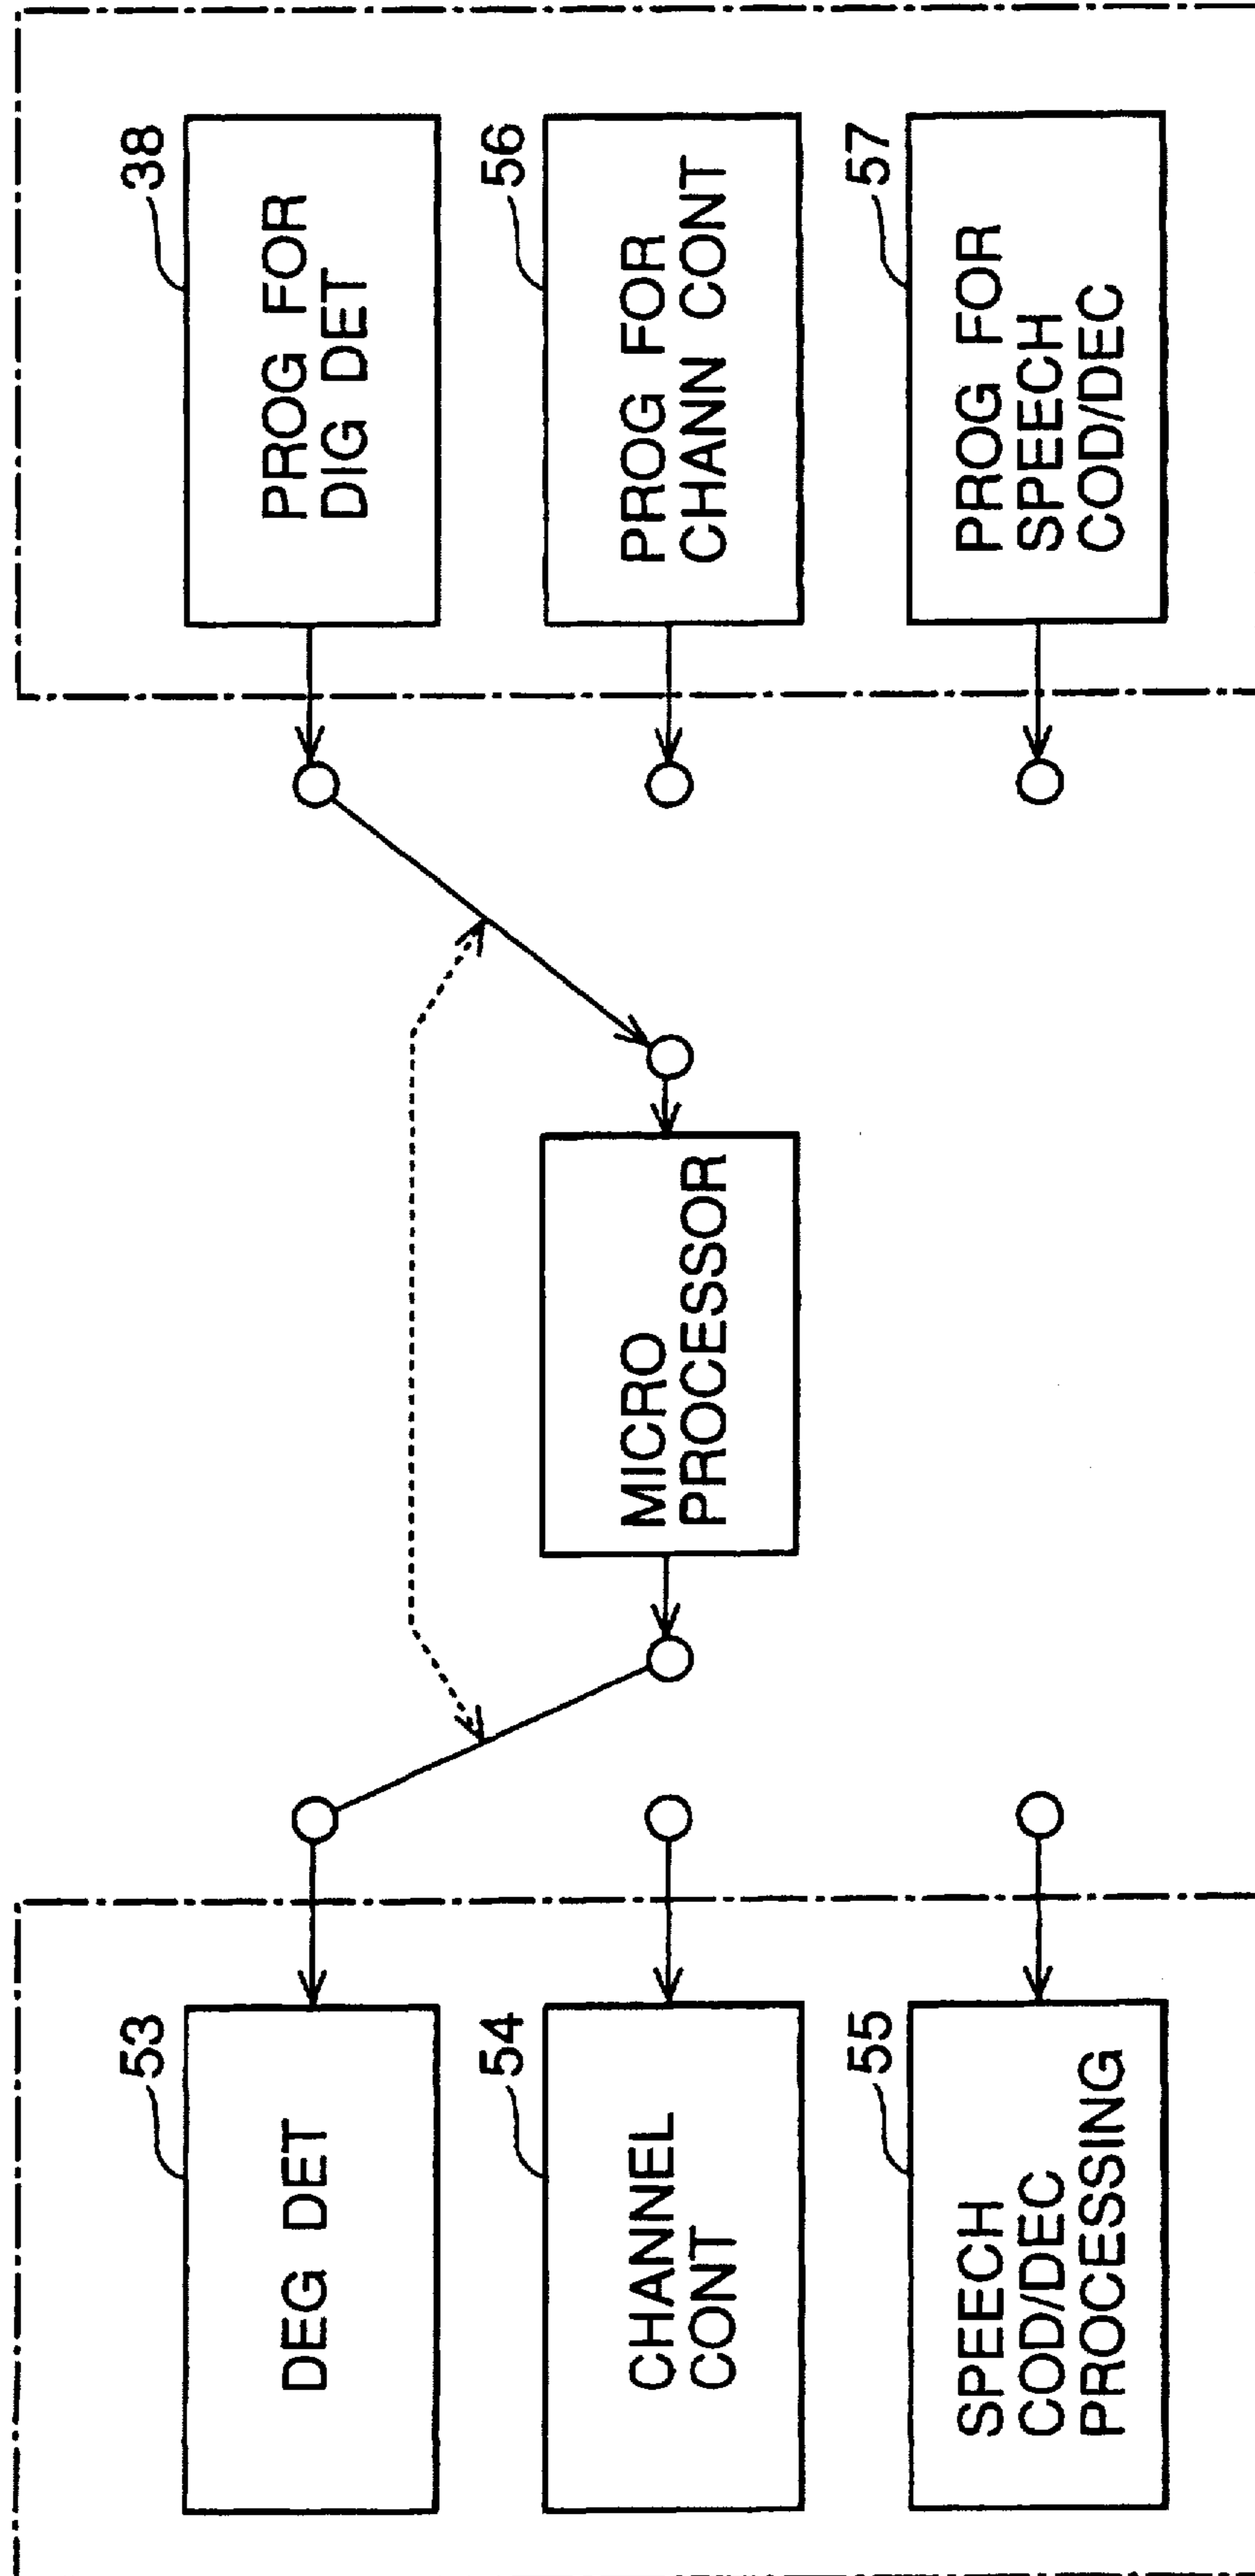 53
DEG DET
54
CHANNEL
CONT
55
SPEECH
COD/DEC
PROCESSING
MICRO
PROCESSOR
38
PROG FOR
DIG DET
56
PROG FOR
CHANN CONT
57
PROG FOR
SPEECH
COD/DEC